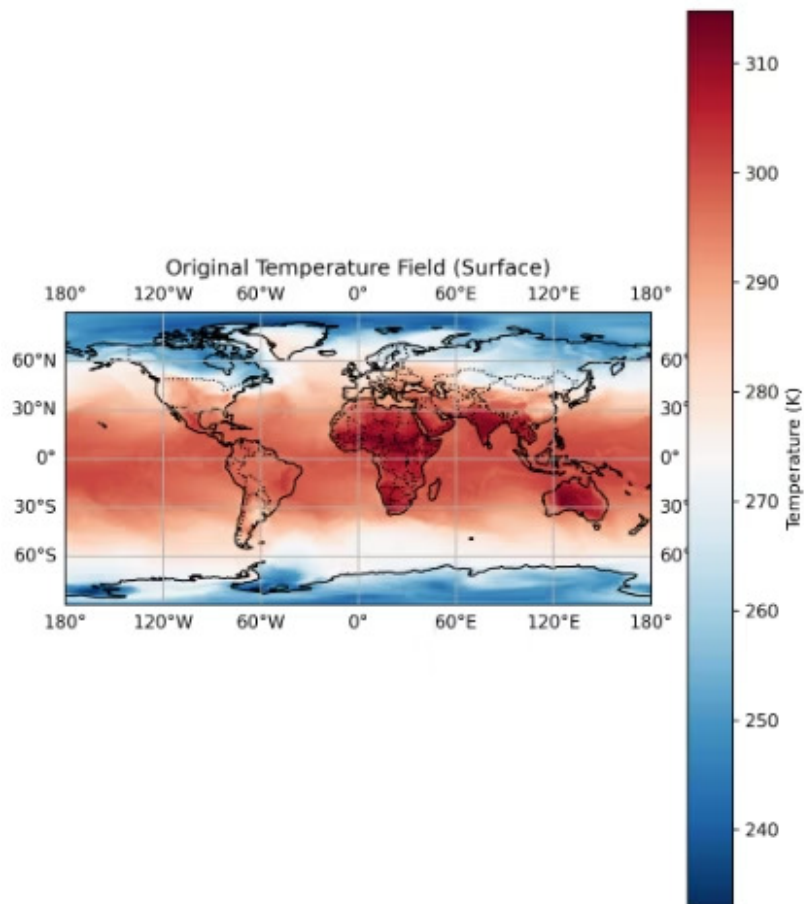 Original Temperature Field (Surface)
180° 120°W 60°W 0° 60°E 120°E 180°
60°N 60°
30°N 30°
0° 0°
30°S 30°
60°S 60°
180° 120°W 60°W 0° 60°E 120°E 180°
310
300
290
280
270
260
250
240
Temperature (K)